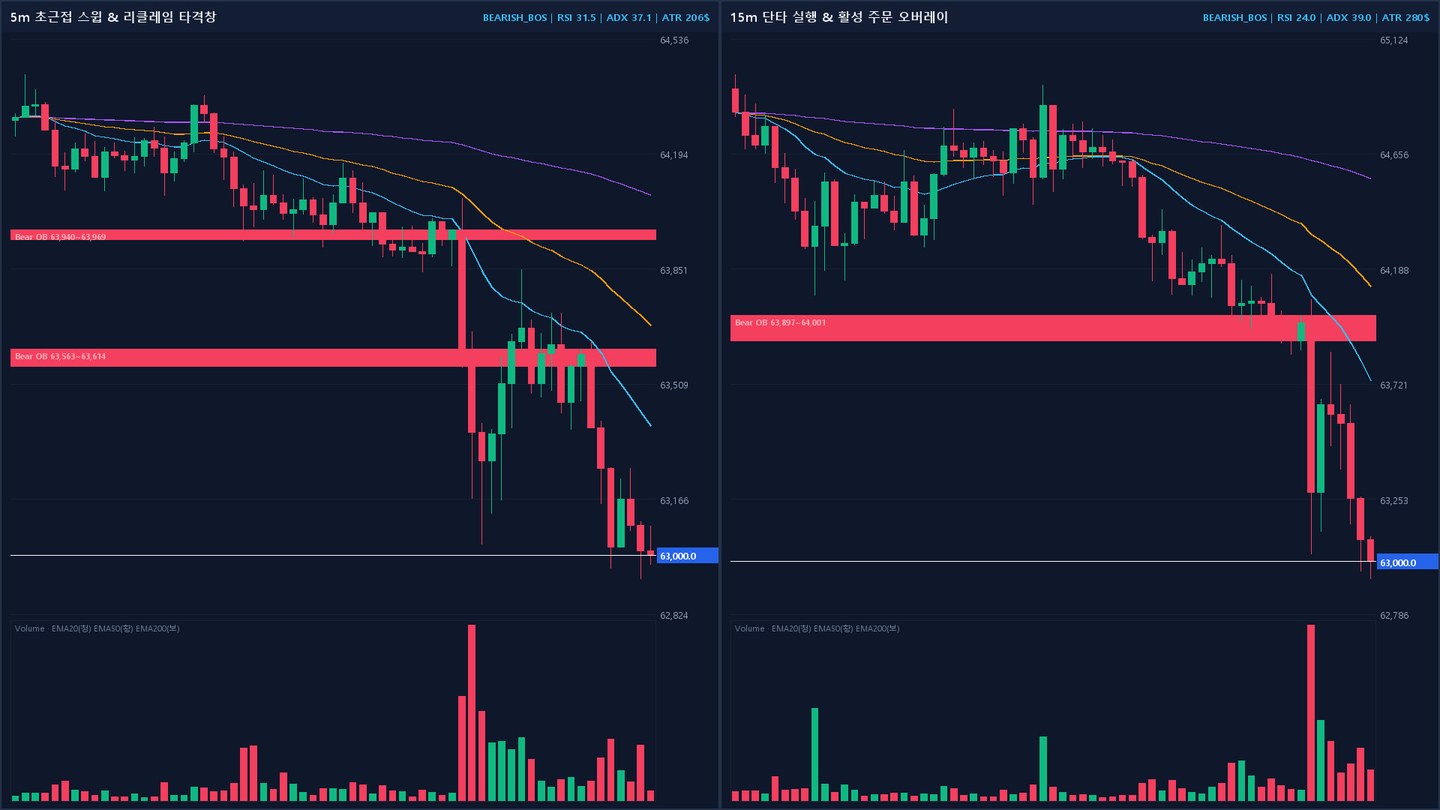 5m 초근접 스윕 & 리클레임 타격창
BEARISH_BOS | RSI 31.5 | ADX 37.1 | ATR 206$
64,536
64,194
Bear OB 63,940~63,969
63,851
Bear OB 63,563~63,614
63,509
63,166
63,000.0
62,824
Volume · EMA20(청) EMA50(황) EMA200(보)
15m 단타 실행 & 활성 주문 오버레이
BEARISH_BOS | RSI 24.0 | ADX 39.0 | ATR 280$
65,124
64,656
64,188
Bear OB 63,897~64,001
63,721
63,253
63,000.0
62,786
Volume · EMA20(청) EMA50(황) EMA200(보)